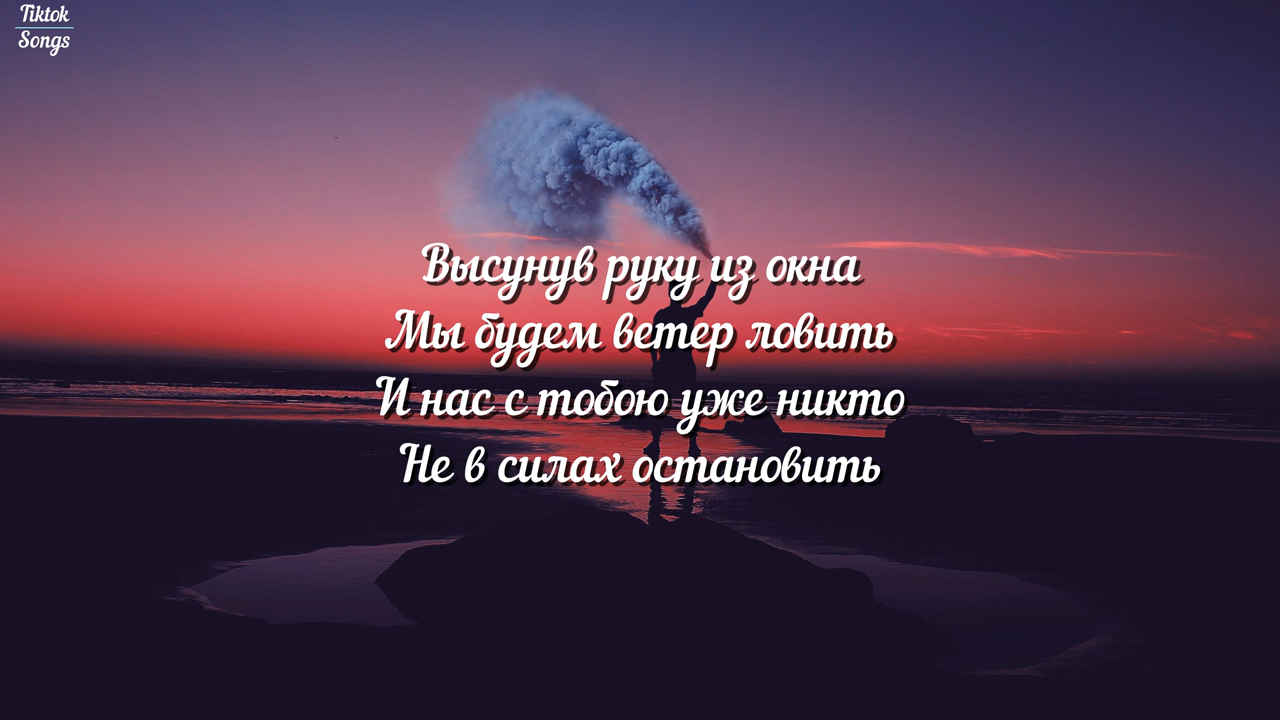 Tiktok
Songs
Высунув руку из окна
Мы будем ветер ловить
И нас с тобою уже никто
Не в силах остановить